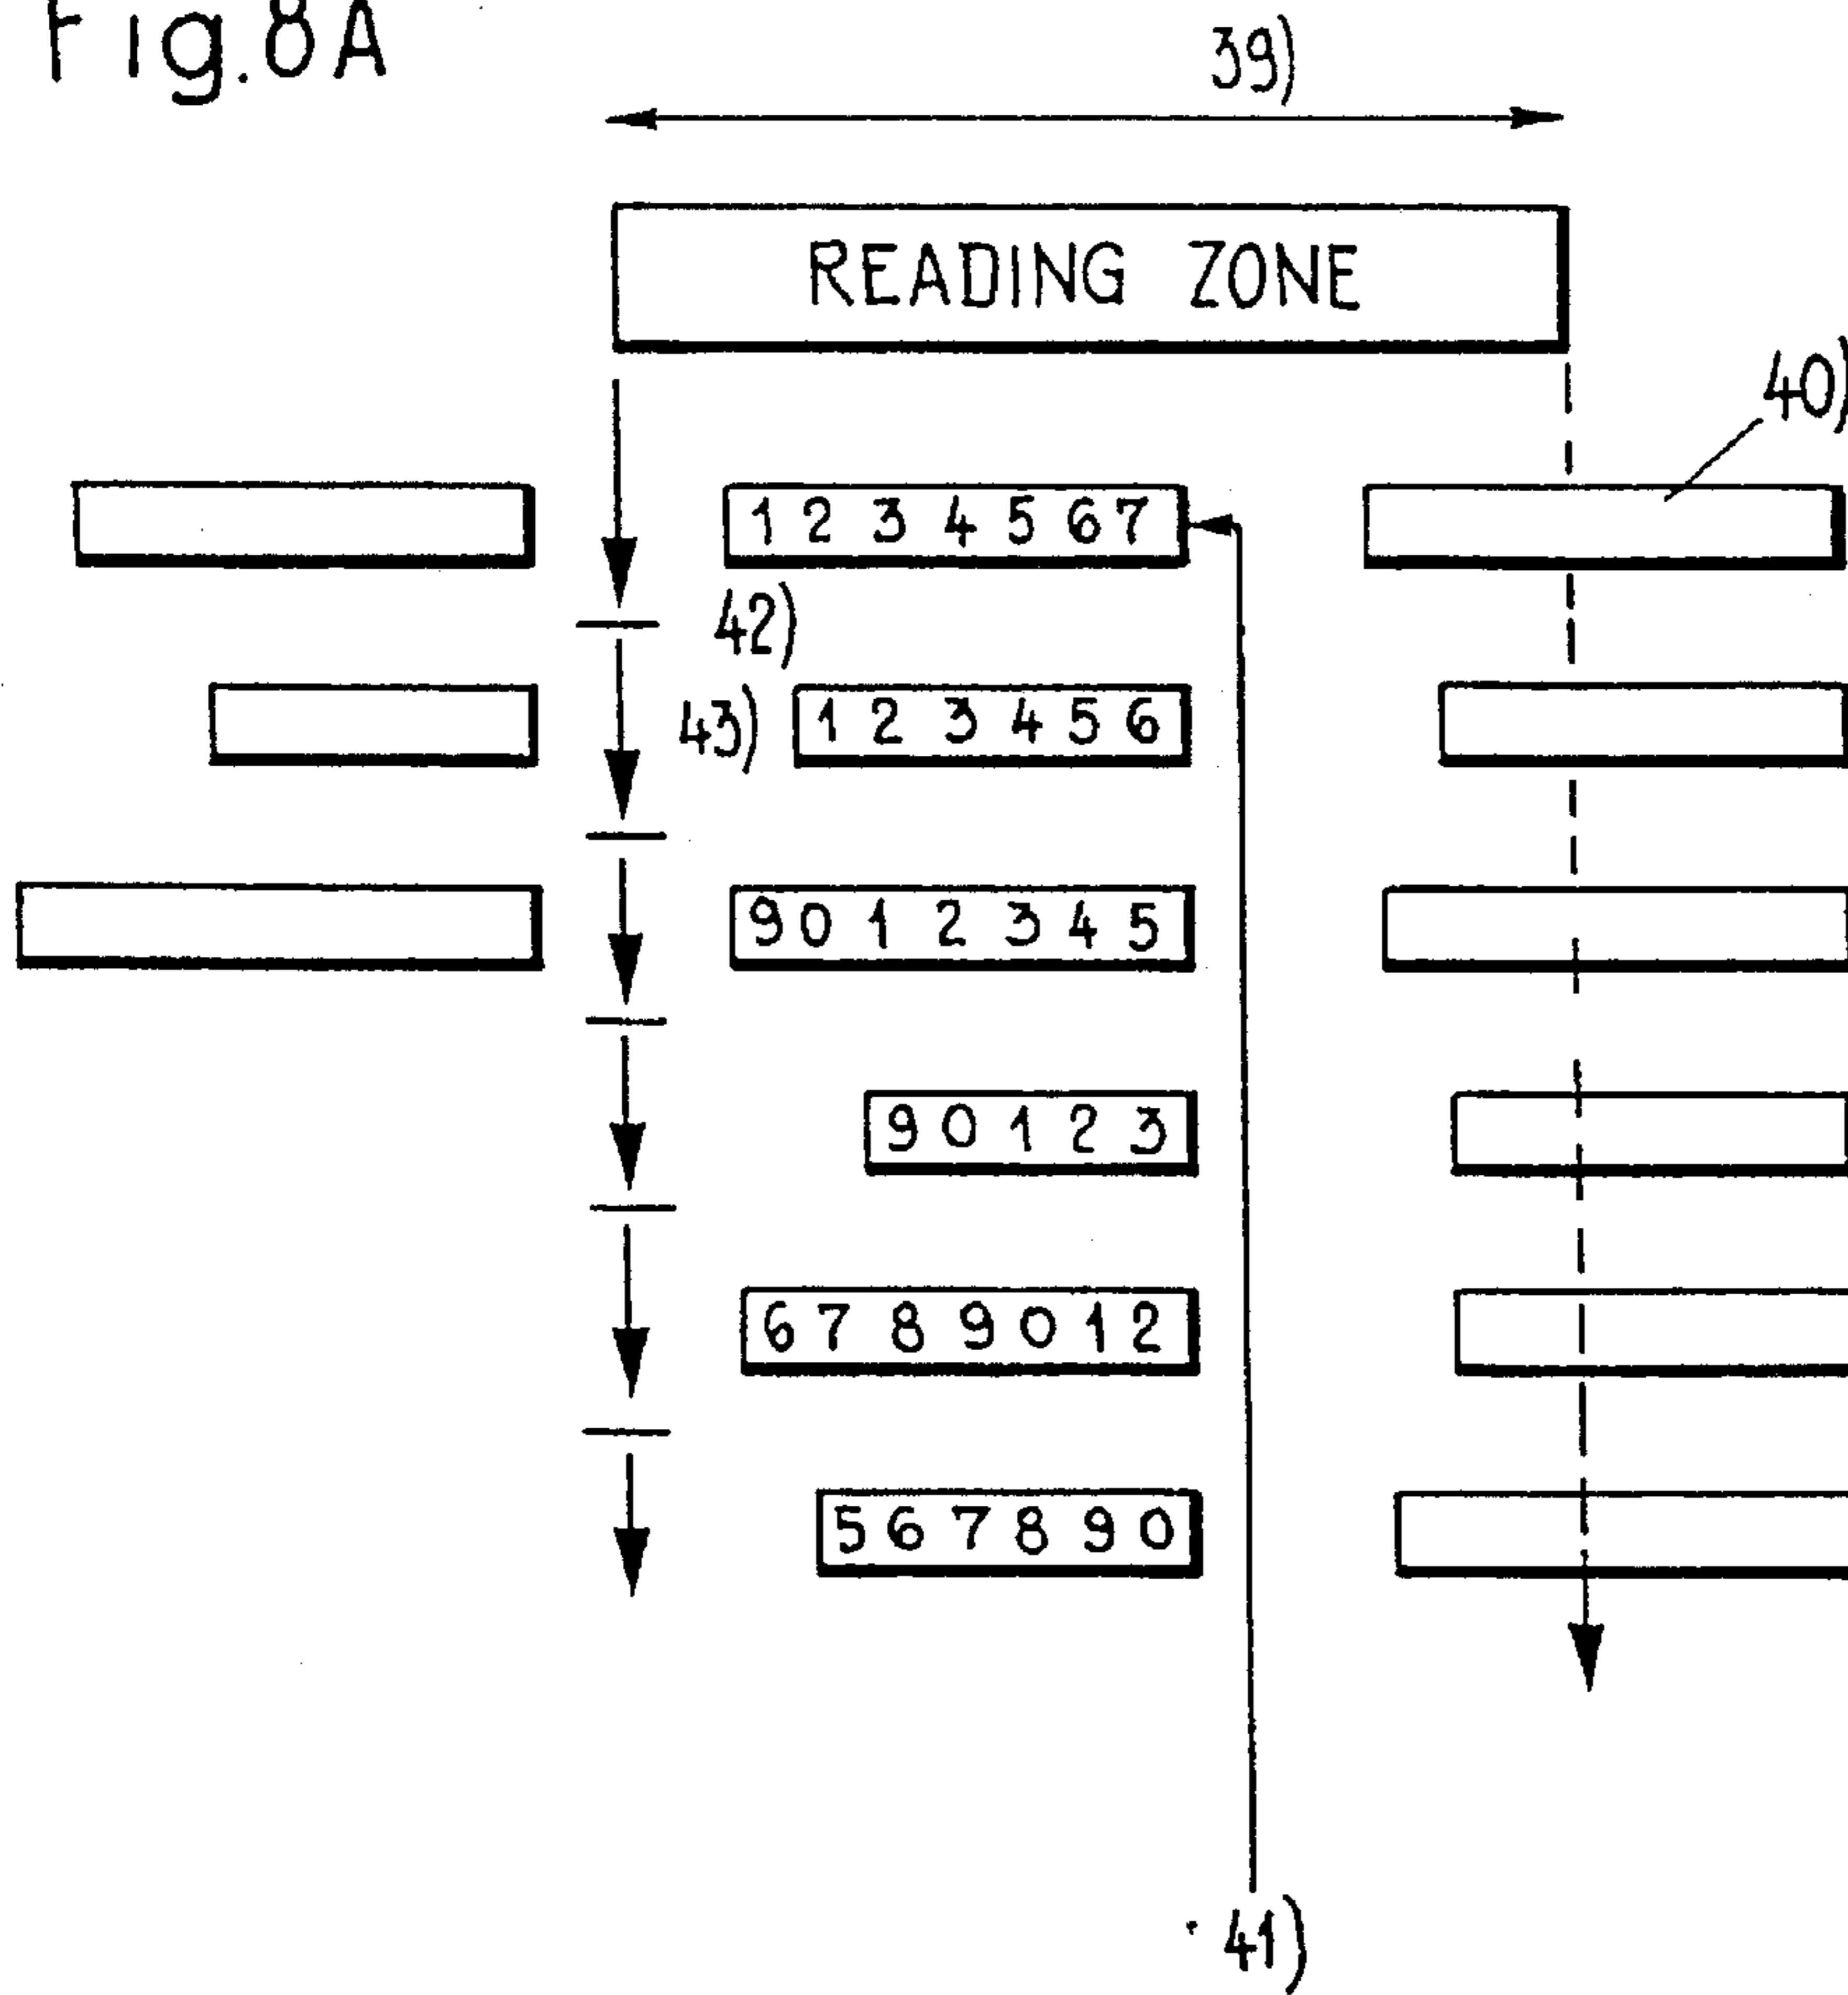 Fig.8A
39)
READING ZONE
40)
1 2 3 4 5 6 7
42)
43)
1 2 3 4 5 6
9 0 1 2 3 4 5
9 0 1 2 3
6 7 8 9 0 1 2
5 6 7 8 9 0
41)